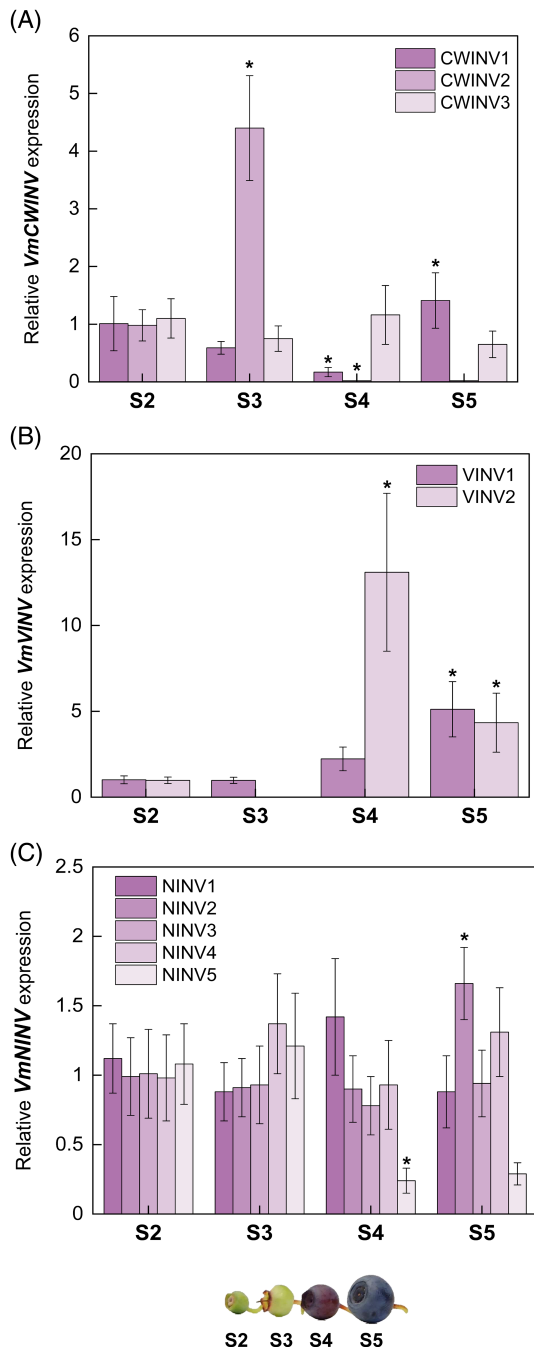 (A)
Relative VmCWINV expression
6
5
4
3
2
1
0
CWINV1
CWINV2
CWINV3
*
*
*
*
S2 S3 S4 S5
(B)
Relative VmVINV expression
20
15
10
5
0
VINV1
VINV2
*
*
*
S2 S3 S4 S5
(C)
Relative VmNINV expression
2.5
2
1.5
1
0.5
0
NINV1
NINV2
NINV3
NINV4
NINV5
*
*
S2 S3 S4 S5
S2 S3 S4 S5